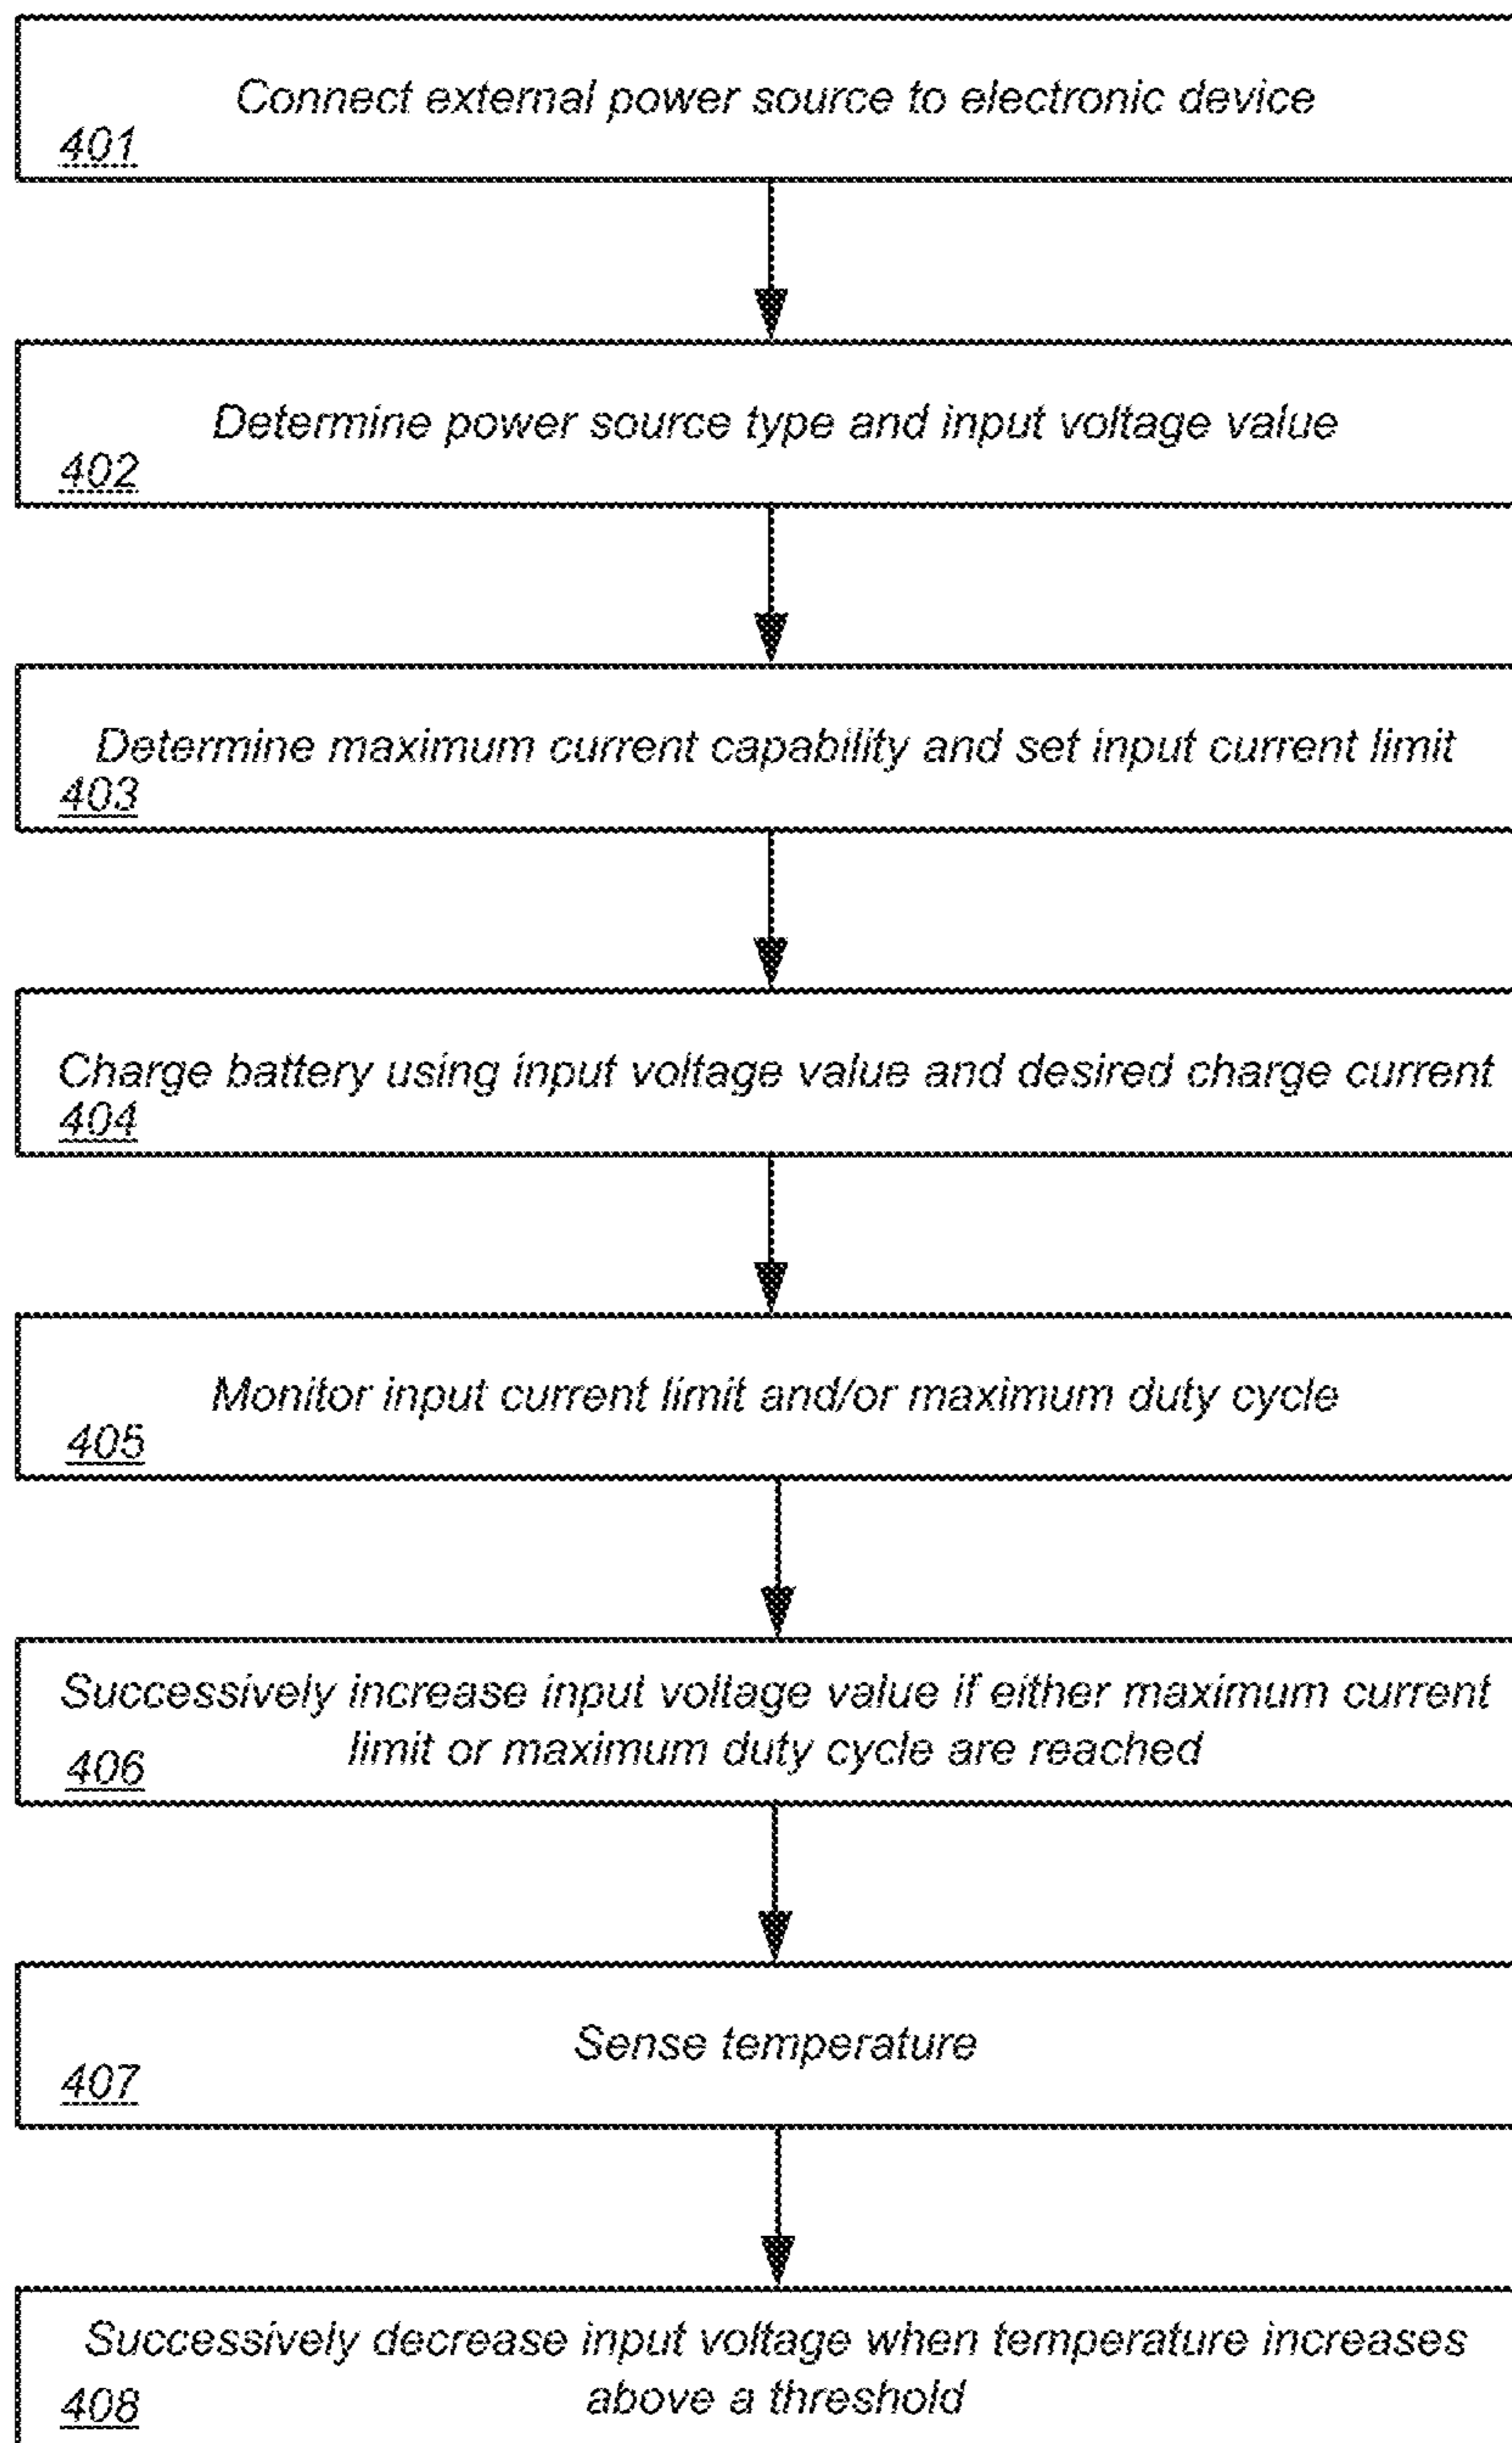 Connect external power source to electronic device
401
Determine power source type and input voltage value
402
Determine maximum current capability and set input current limit
403
Charge battery using input voltage value and desired charge current
404
Monitor input current limit and/or maximum duty cycle
405
Successively increase input voltage value if either maximum current
limit or maximum duty cycle are reached
406
Sense temperature
407
Successively decrease input voltage when temperature increases
above a threshold
408